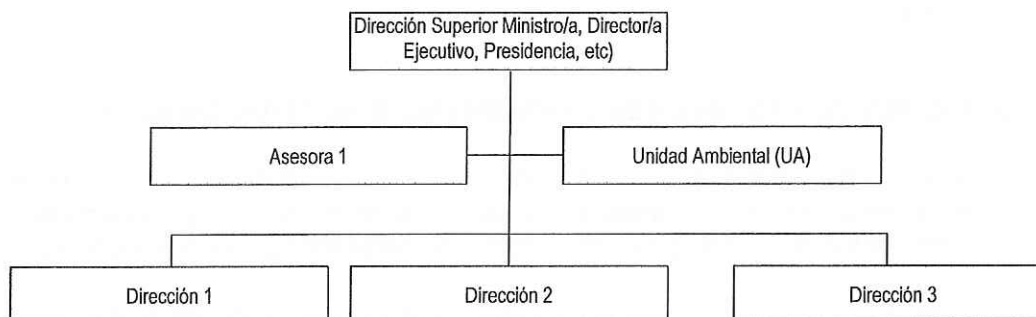 Dirección Superior Ministro/a, Director/a
Ejecutivo, Presidencia, etc)
Asesora 1
Unidad Ambiental (UA)
Dirección 1
Dirección 2
Dirección 3